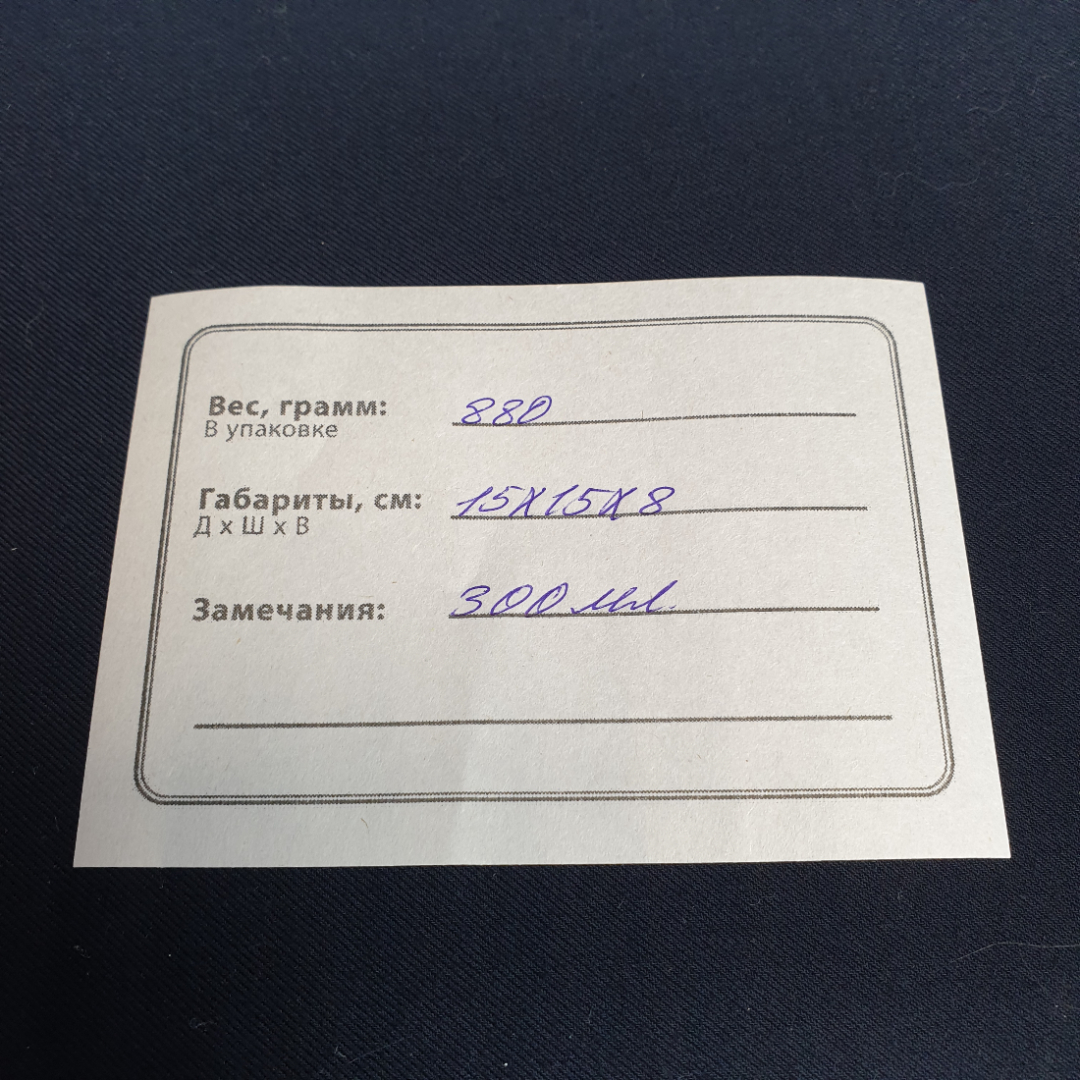 Вес, грамм: 880
В упаковке
Габариты, см: 15х15х8
Д х Ш х В
Замечания: 300 мл.